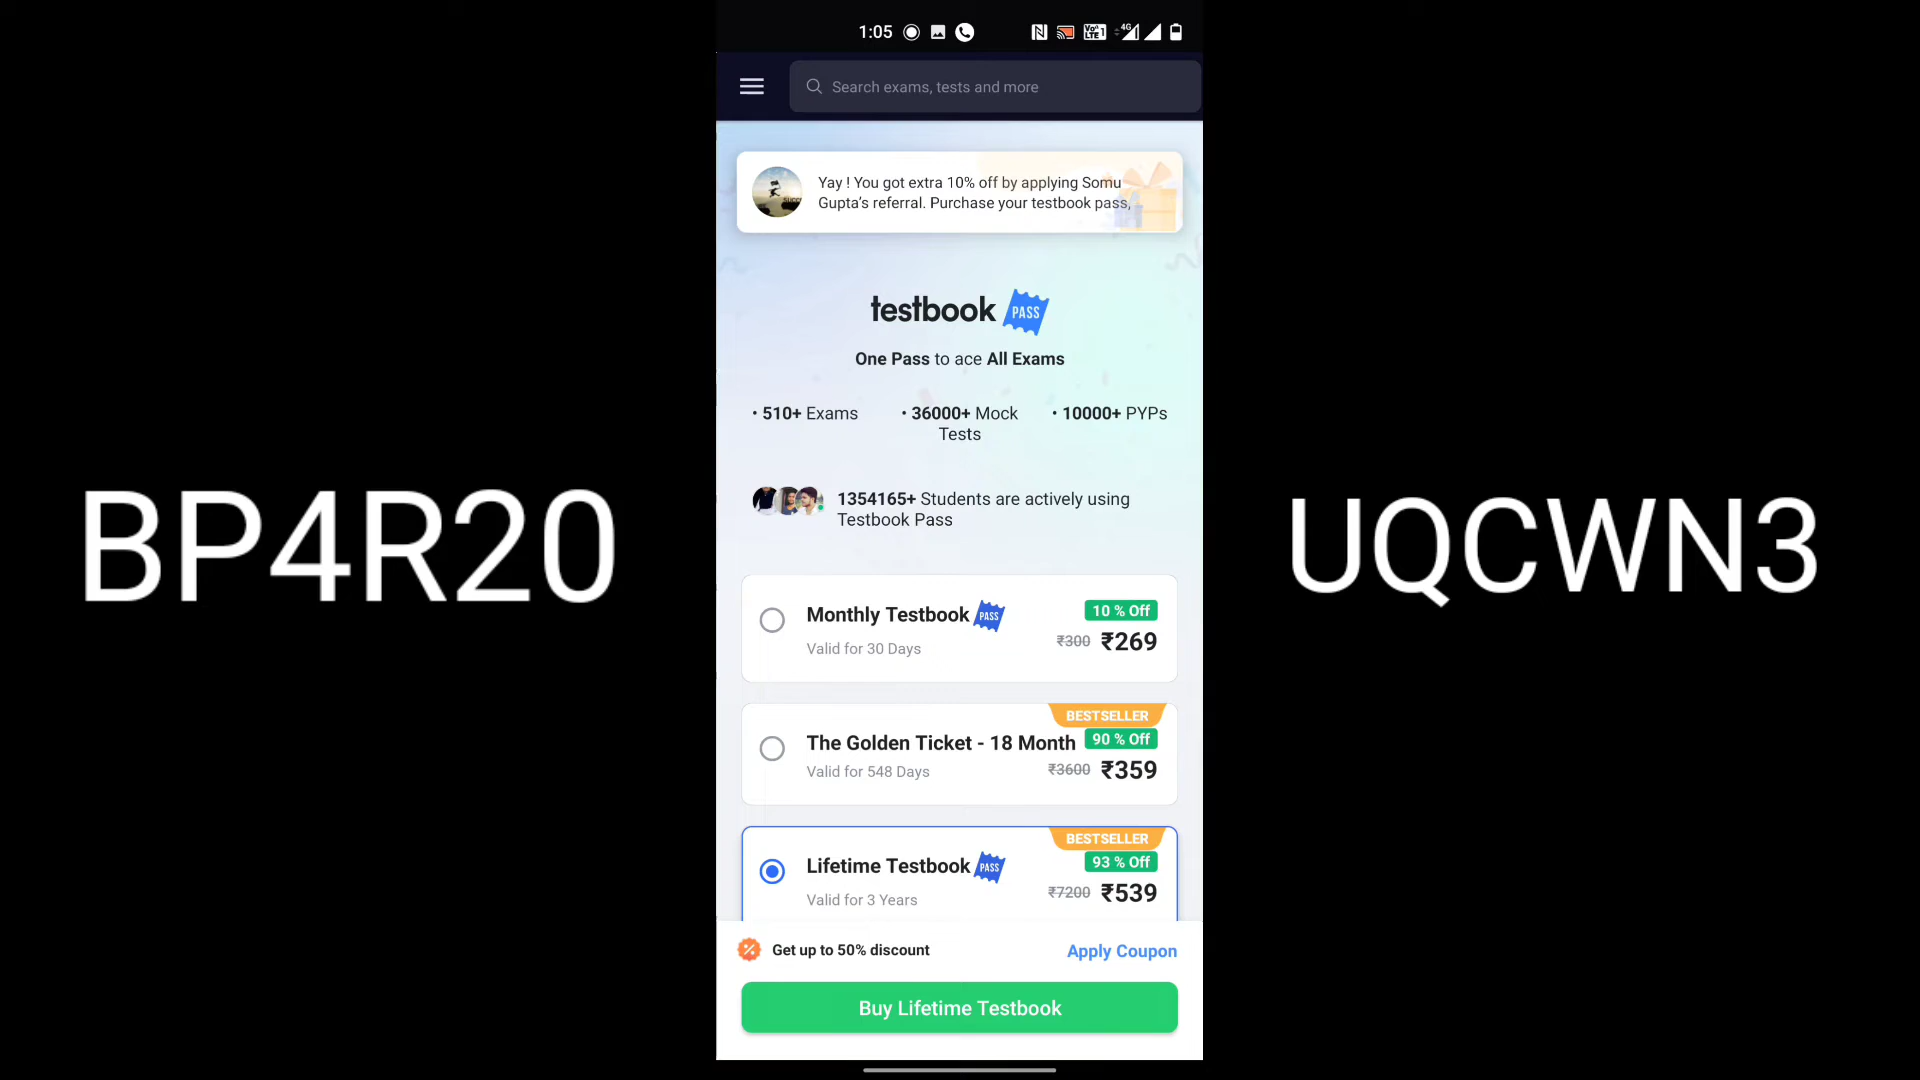 1:05
Vo LTE 1 4G
Search exams, tests and more
Yay ! You got extra 10% off by applying Somu
Gupta's referral. Purchase your testbook pass,
testbook PASS
One Pass to ace All Exams
• 510+ Exams
• 36000+ Mock
Tests
• 10000+ PYPs
1354165+ Students are actively using
Testbook Pass
BP4R20
UQCWN3
Monthly Testbook PASS
10 % Off
Valid for 30 Days
₹300 ₹269
BESTSELLER
The Golden Ticket - 18 Month
90 % Off
Valid for 548 Days
₹3600 ₹359
BESTSELLER
Lifetime Testbook PASS
93 % Off
Valid for 3 Years
₹7200 ₹539
Get up to 50% discount
Apply Coupon
Buy Lifetime Testbook